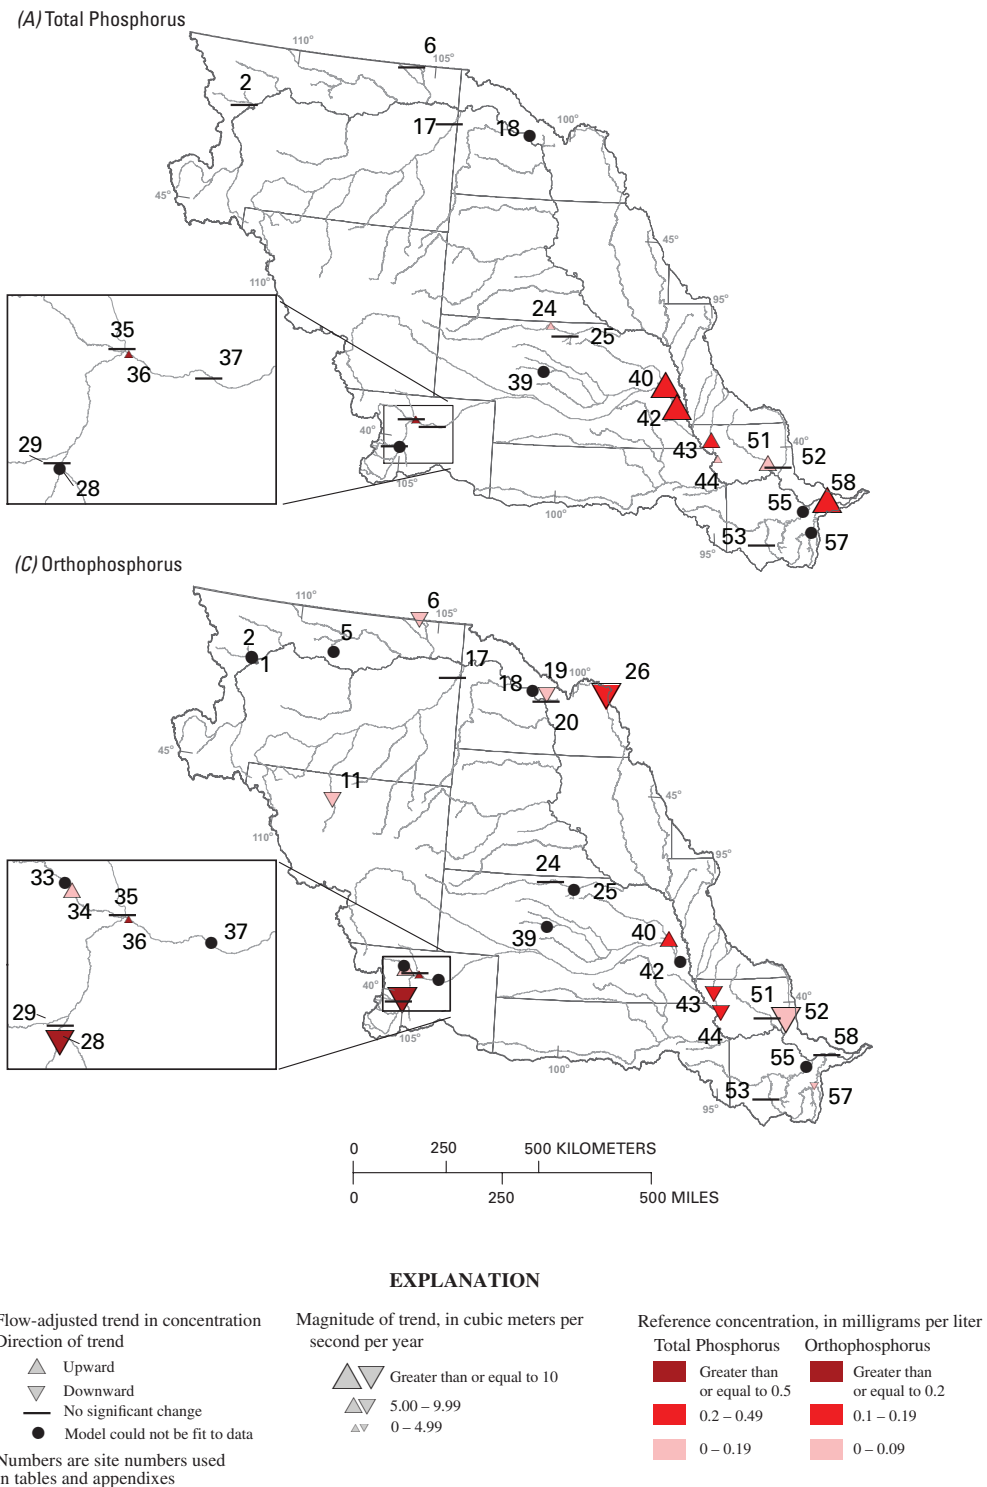 (A) Total Phosphorus
110°
6
105°
2
17
18
100°
45°
45°
110°
95°
24
25
35
36
37
39
40
42
29
28
40°
43
51
40°
52
44
105°
58
55
100°
53
57
95°
(C) Orthophosphorus
110°
6
105°
2
1
5
17
18
19
100°
26
20
45°
11
45°
110°
95°
24
25
33
34
35
36
37
39
40
42
29
28
40°
43
51
40°
52
44
105°
58
55
100°
53
57
95°
0 250 500 KILOMETERS
0 250 500 MILES
EXPLANATION
Flow-adjusted trend in concentration
Direction of trend
Upward
Downward
No significant change
Model could not be fit to data
Numbers are site numbers used
in tables and appendixes
Magnitude of trend, in cubic meters per
second per year
Greater than or equal to 10
5.00 – 9.99
0 – 4.99
Reference concentration, in milligrams per liter
Total Phosphorus Orthophosphorus
Greater than
or equal to 0.5
Greater than
or equal to 0.2
0.2 – 0.49 0.1 – 0.19
0 – 0.19 0 – 0.09